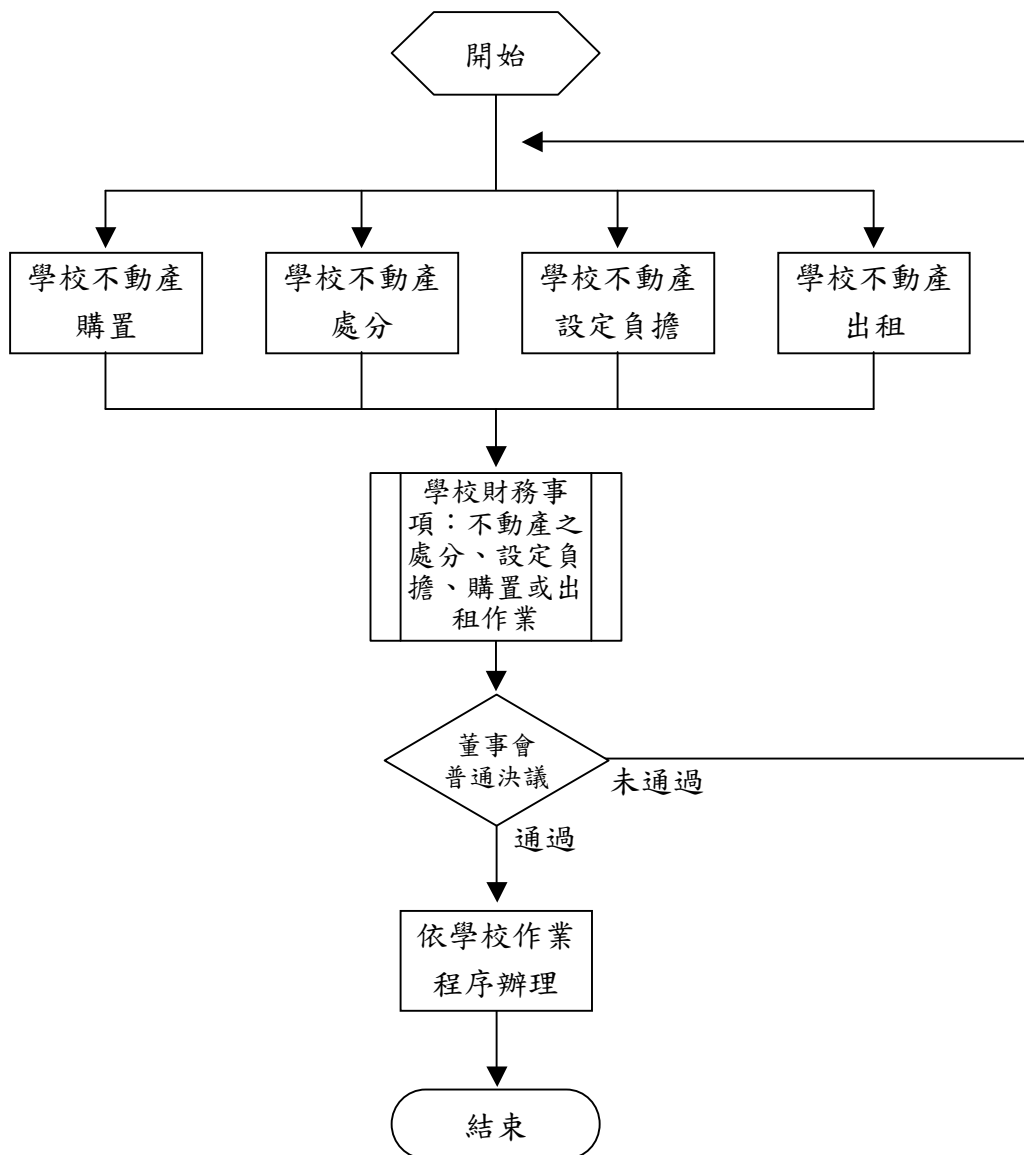 開始
學校不動產
購置
學校不動產
處分
學校不動產
設定負擔
學校不動產
出租
學校財務事
項：不動產之
處分、設定負
擔、購置或出
租作業
董事會
普通決議
未通過
通過
依學校作業
程序辦理
結束